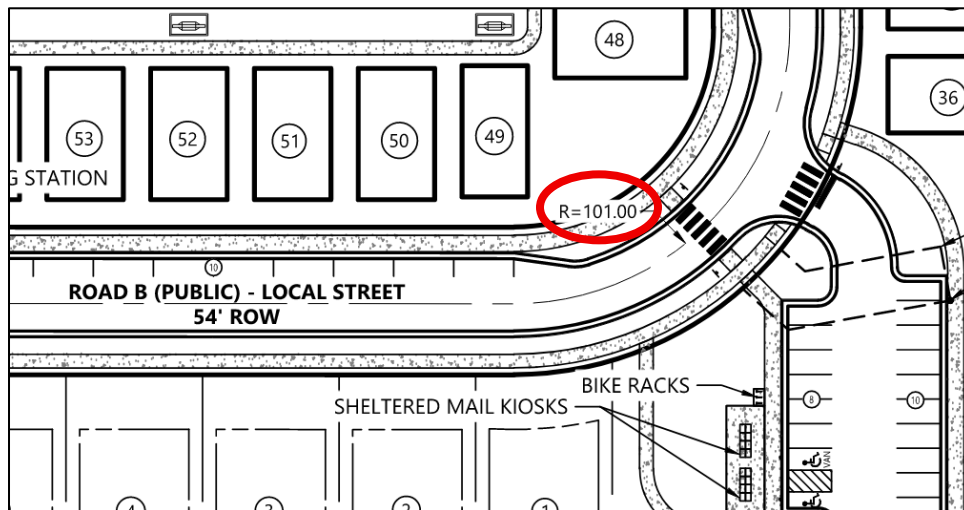 48
36
53
52
51
50
49
G STATION
R=101.00
10
ROAD B (PUBLIC) - LOCAL STREET
54' ROW
BIKE RACKS
SHELTERED MAIL KIOSKS
8
10
VAN
4
3
2
1